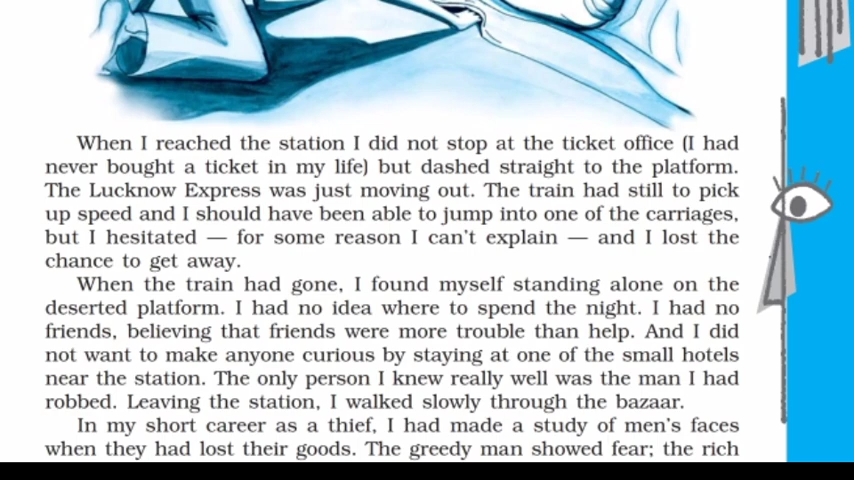 When I reached the station I did not stop at the ticket office (I had
never bought a ticket in my life) but dashed straight to the platform.
The Lucknow Express was just moving out. The train had still to pick
up speed and I should have been able to jump into one of the carriages,
but I hesitated — for some reason I can't explain — and I lost the
chance to get away.
When the train had gone, I found myself standing alone on the
deserted platform. I had no idea where to spend the night. I had no
friends, believing that friends were more trouble than help. And I did
not want to make anyone curious by staying at one of the small hotels
near the station. The only person I knew really well was the man I had
robbed. Leaving the station, I walked slowly through the bazaar.
In my short career as a thief, I had made a study of men's faces
when they had lost their goods. The greedy man showed fear; the rich